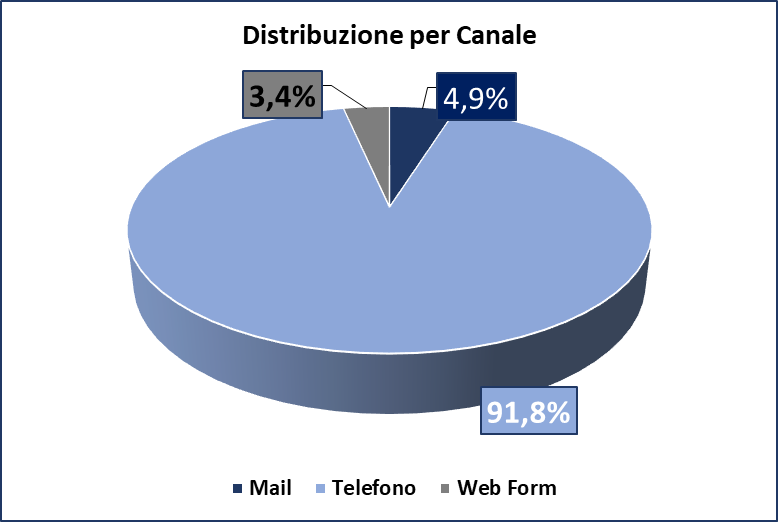 Distribuzione per Canale
3,4%
4,9%
91,8%
Mail
Telefono
Web Form